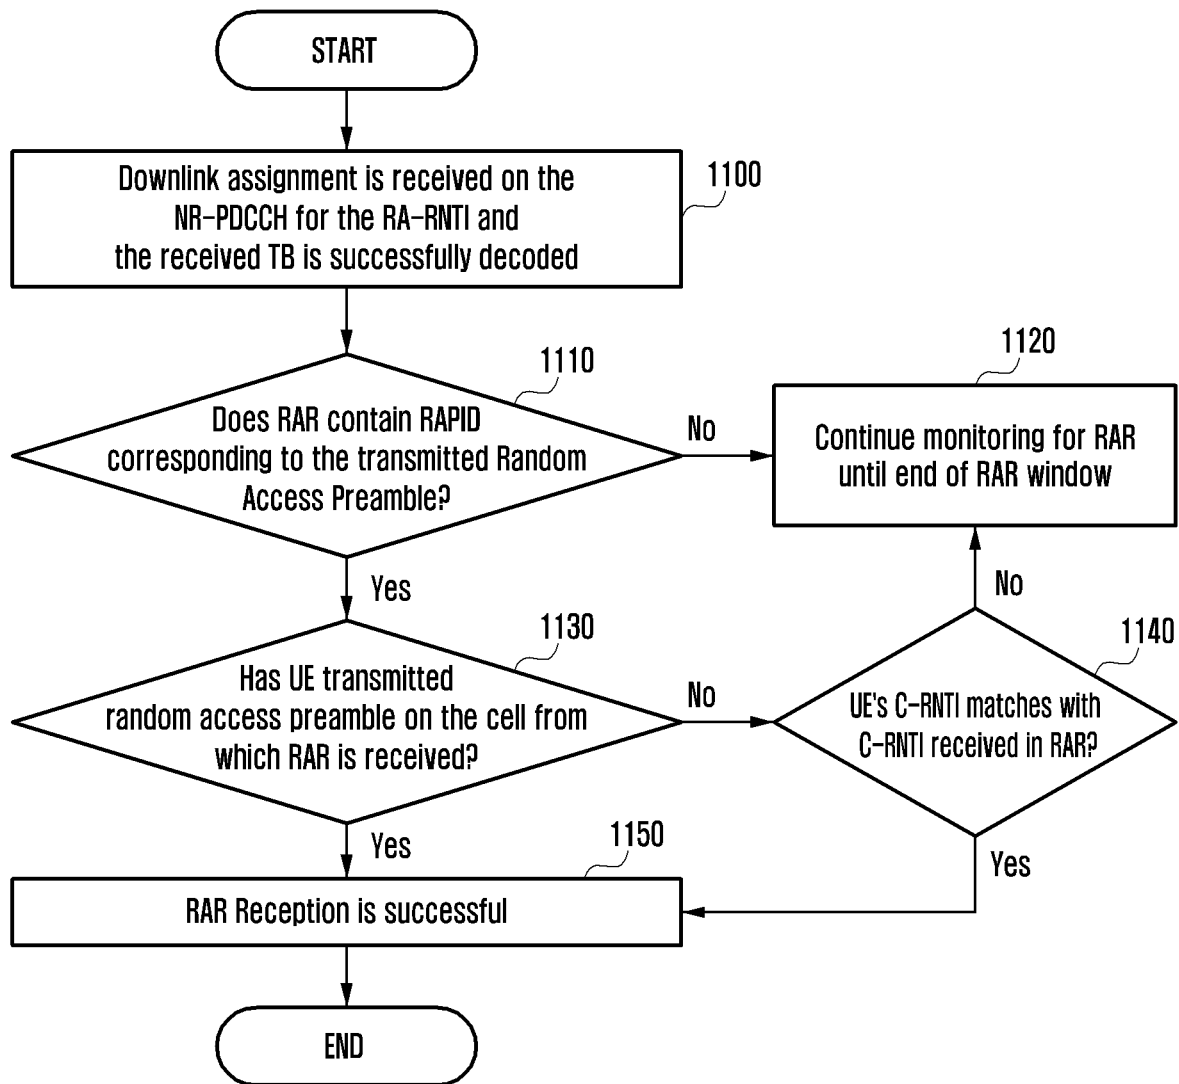 START
Downlink assignment is received on the
NR-PDCCH for the RA-RNTI and
the received TB is successfully decoded
1100
1110
Does RAR contain RAPID
corresponding to the transmitted Random
Access Preamble?
No
1120
Continue monitoring for RAR
until end of RAR window
Yes
No
1130
Has UE transmitted
random access preamble on the cell from
which RAR is received?
No
1140
UE's C-RNTI matches with
C-RNTI received in RAR?
Yes
Yes
1150
RAR Reception is successful
END